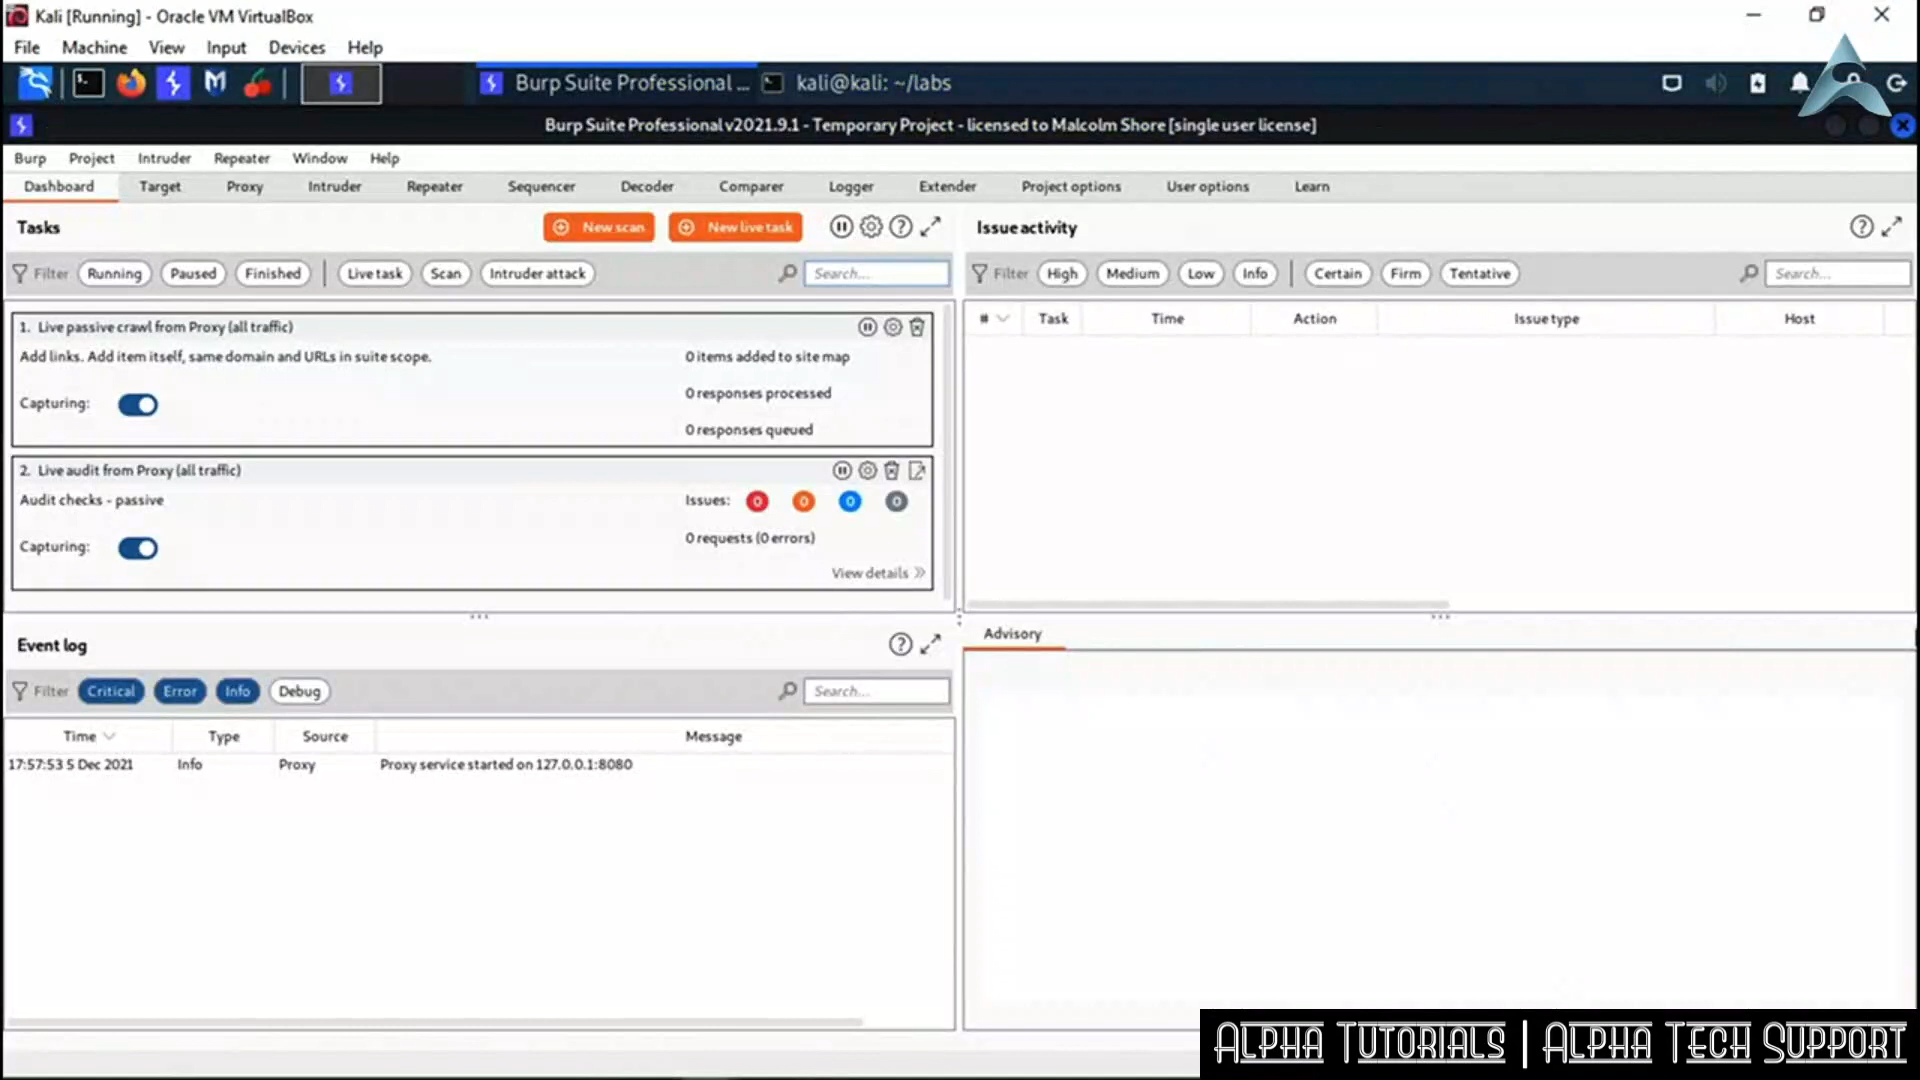 Kali [Running] - Oracle VM VirtualBox
File Machine View Input Devices Help
Burp Suite Professional ... kali@kali: ~/labs
Burp Suite Professional v2021.9.1 - Temporary Project - licensed to Malcolm Shore [single user license]
Burp Project Intruder Repeater Window Help
Dashboard Target Proxy Intruder Repeater Sequencer Decoder Comparer Logger Extender Project options User options Learn
Tasks New scan New live task
Filter Running Paused Finished Live task Scan Intruder attack Search...
1. Live passive crawl from Proxy (all traffic)
Add links. Add item itself, same domain and URLs in suite scope. 0 items added to site map
0 responses processed
Capturing:
0 responses queued
2. Live audit from Proxy (all traffic)
Audit checks - passive Issues: 0 0 0 0
0 requests (0 errors)
Capturing:
View details »
Issue activity
Filter High Medium Low Info Certain Firm Tentative Search...
# Task Time Action Issue type Host
Event log
Filter Critical Error Info Debug Search...
Time Type Source Message
17:57:53 5 Dec 2021 Info Proxy Proxy service started on 127.0.0.1:8080
Advisory
Alpha Tutorials | Alpha Tech Support